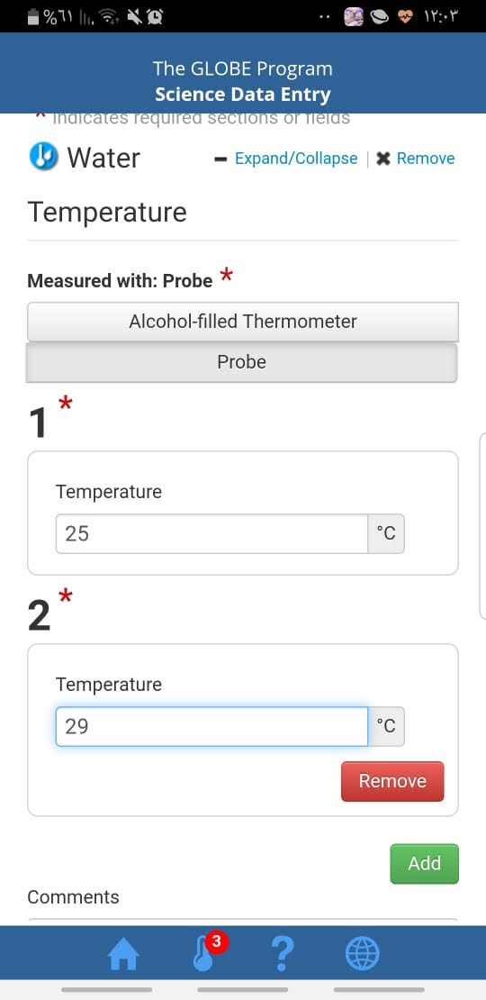 %٦١
١٢:٠٣
The GLOBE Program
Science Data Entry
* Indicates required sections or fields
Water
Expand/Collapse | ✖ Remove
Temperature
Measured with: Probe *
Alcohol-filled Thermometer
Probe
1 *
Temperature
25 °C
2 *
Temperature
29 °C
Remove
Add
Comments
3
?